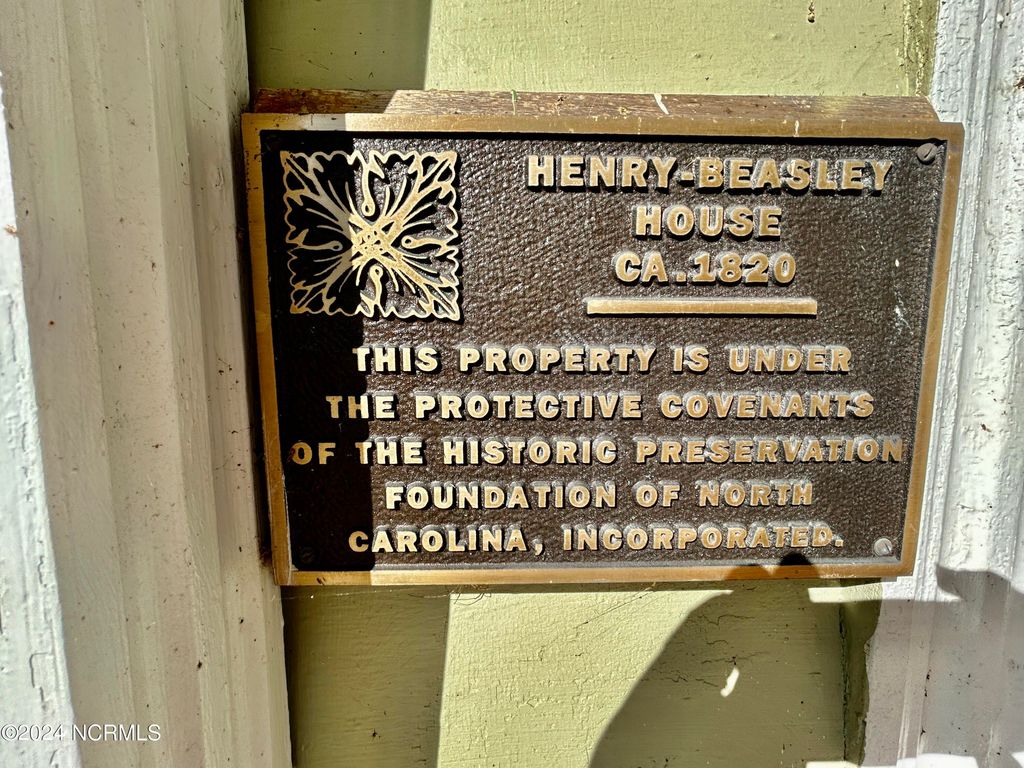 HENRY-BEASLEY
HOUSE
CA. 1820
THIS PROPERTY IS UNDER
THE PROTECTIVE COVENANTS
OF THE HISTORIC PRESERVATION
FOUNDATION OF NORTH
CAROLINA, INCORPORATED.
©2024 NCRMLS